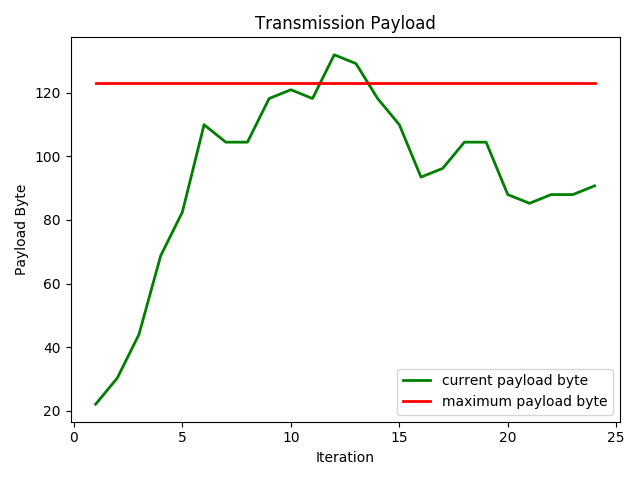 Transmission Payload
Payload Byte
120
100
80
60
40
20
0
5
10
15
20
25
Iteration
current payload byte
maximum payload byte